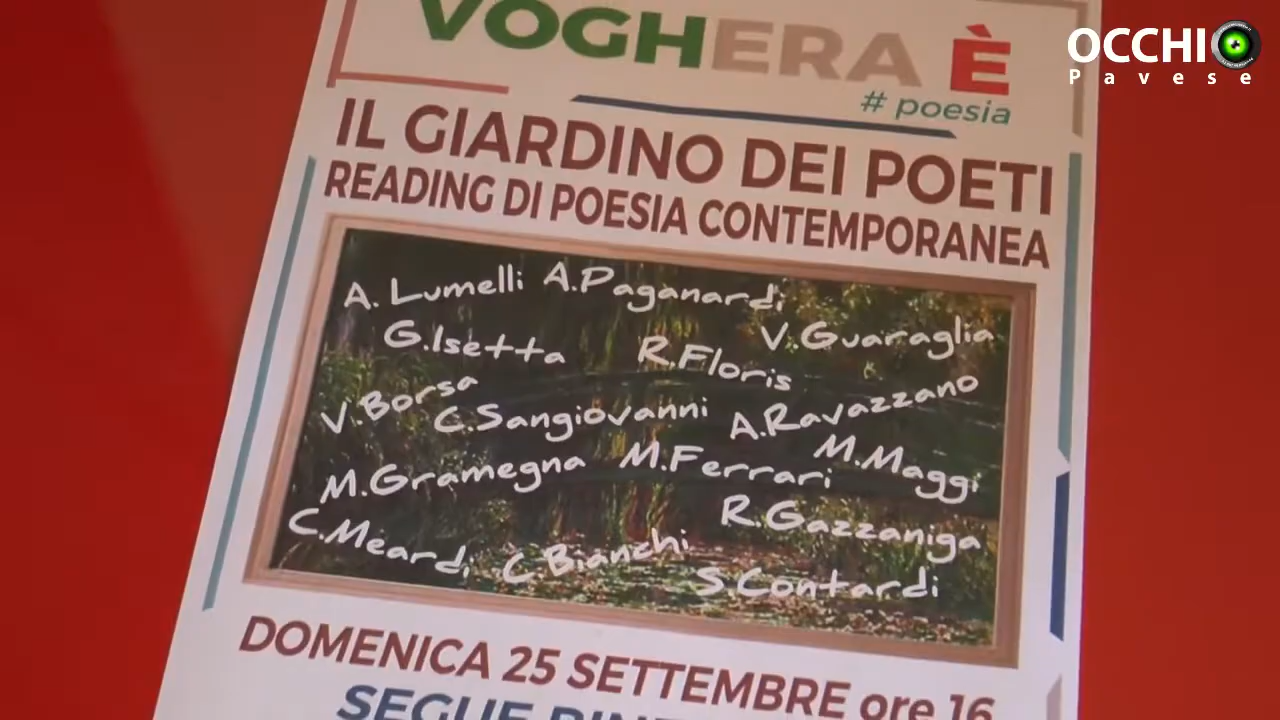 VOGHERA È
# poesia
OCCHIO
Pavese
IL GIARDINO DEI POETI
READING DI POESIA CONTEMPORANEA
A. Lumelli A.Paganardi
G.Isetta R.Floris V.Guaraglia
V.Borsa C.Sangiovanni A.Ravazzano
M.Gramegna M.Ferrari M.Maggi
R.Gazzaniga
C.Meardi C.Bianchi S.Contardi
DOMENICA 25 SETTEMBRE ore 16
SEGUE